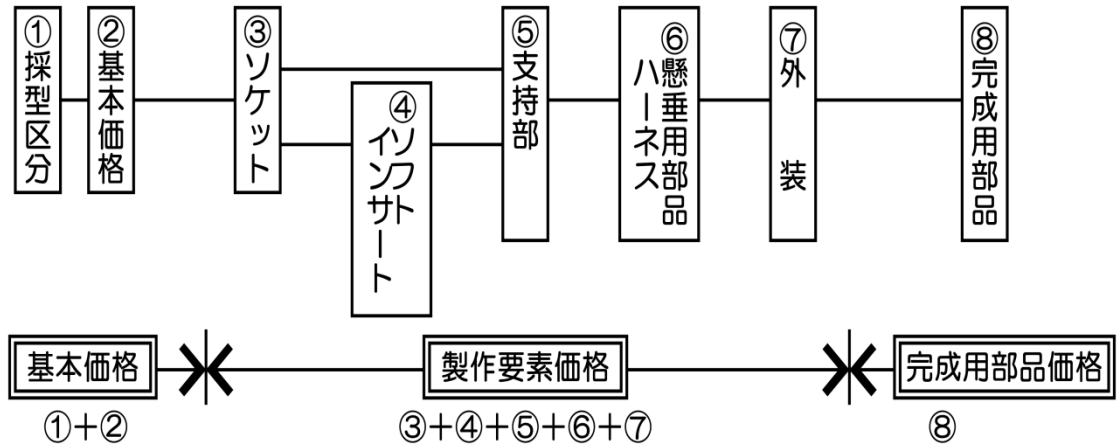 ①採型区分
②基本価格
③ソケット
④ソフト
インサート
⑤支持部
⑥懸垂用部品
ハーネス
⑦外装
⑧完成用部品
基本価格
製作要素価格
完成用部品価格
①+②
③+④+⑤+⑥+⑦
⑧